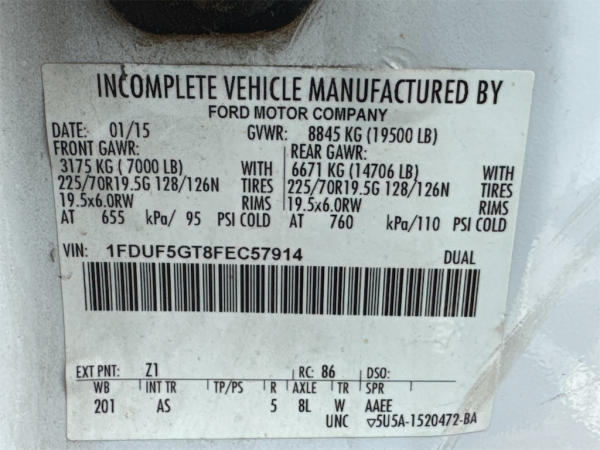 INCOMPLETE VEHICLE MANUFACTURED BY
FORD MOTOR COMPANY
DATE: 01/15 GVWR: 8845 KG (19500 LB)
FRONT GAWR: REAR GAWR:
3175 KG (7000 LB) WITH 6671 KG (14706 LB) WITH
225/70R19.5G 128/126N TIRES 225/70R19.5G 128/126N TIRES
19.5x6.0RW RIMS 19.5x6.0RW RIMS
AT 655 kPa/ 95 PSI COLD AT 760 kPa/110 PSI COLD
VIN: 1FDUF5GT8FEC57914 DUAL
EXT PNT: Z1 RC: 86 DSO:
WB INT TR TP/PS R AXLE TR SPR
201 AS 5 8L W AAEE
UNC ▽5U5A-1520472-BA